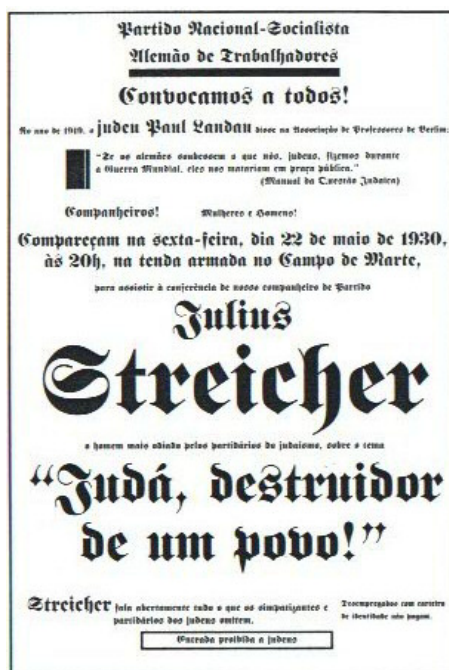 Partido Nacional-Socialista
Alemão de Trabalhadores
Convocamos a todos!
No ano de 1919, o judeu Paul Landau disse na Associação de Professores de Berlim:
"Se os alemães soubessem o que nós, judeus, fizemos durante
a Guerra Mundial, eles nos matariam em praça pública."
(Manual da Questão Judaica)
Companheiros! Mulheres e Homens!
Compareçam na sexta-feira, dia 22 de maio de 1930,
às 20h, na tenda armada no Campo de Marte,
para assistir à conferência de nosso companheiro de Partido
Julius
Streicher
o homem mais odiado pelos partidários do judaísmo, sobre o tema
"Judá, destruidor
de um povo!"
Streicher fala abertamente tudo o que os simpatizantes e
partidários dos judeus omitem.
Desempregados com carteira
de identidade não pagam.
Entrada proibida a judeus